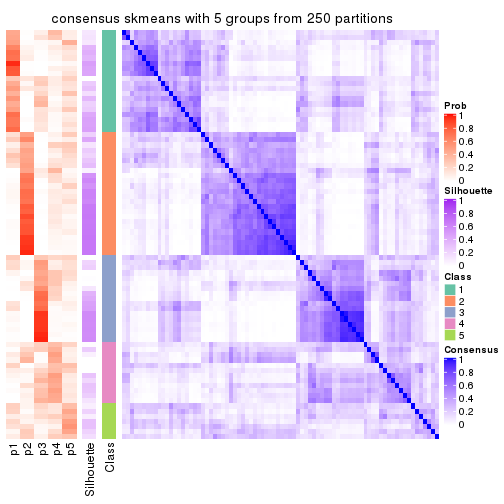 consensus skmeans with 5 groups from 250 partitions
p1
p2
p3
p4
p5
Silhouette
Class
Prob
1
0.8
0.6
0.4
0.2
0
Silhouette
1
0.8
0.6
0.4
0.2
0
Class
1
2
3
4
5
Consensus
1
0.8
0.6
0.4
0.2
0